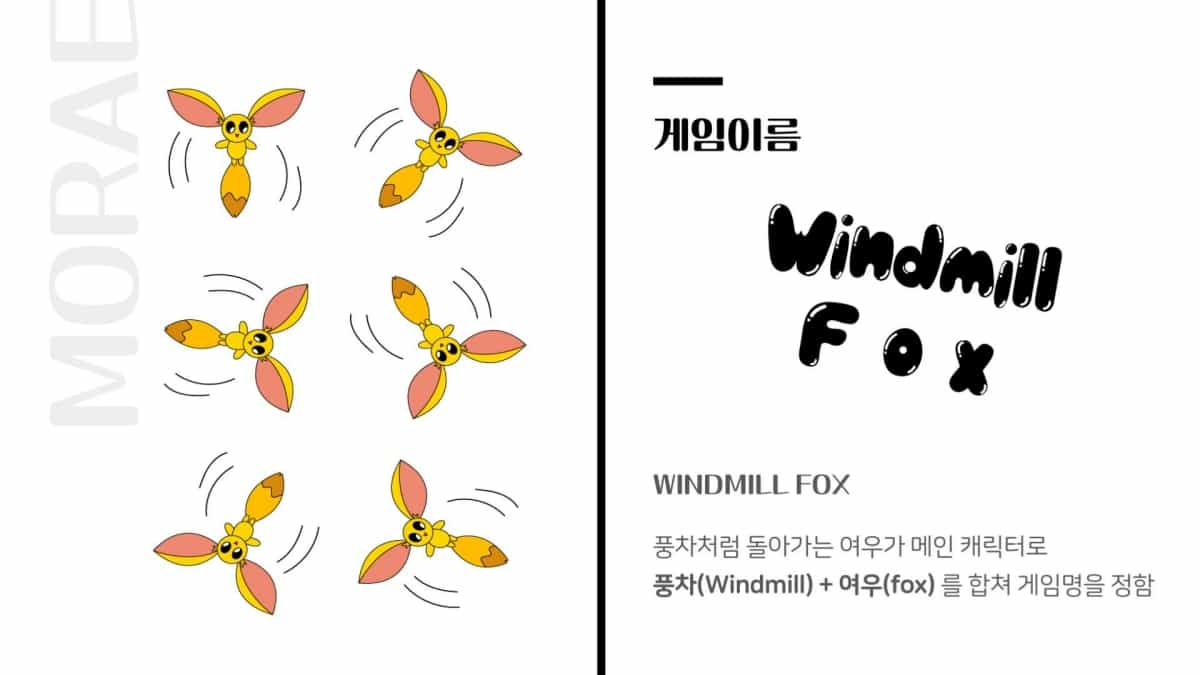 MORAE
게임이름
Windmill
Fox
WINDMILL FOX
풍차처럼 돌아가는 여우가 메인 캐릭터로
풍차(Windmill) + 여우(fox) 를 합쳐 게임명을 정함